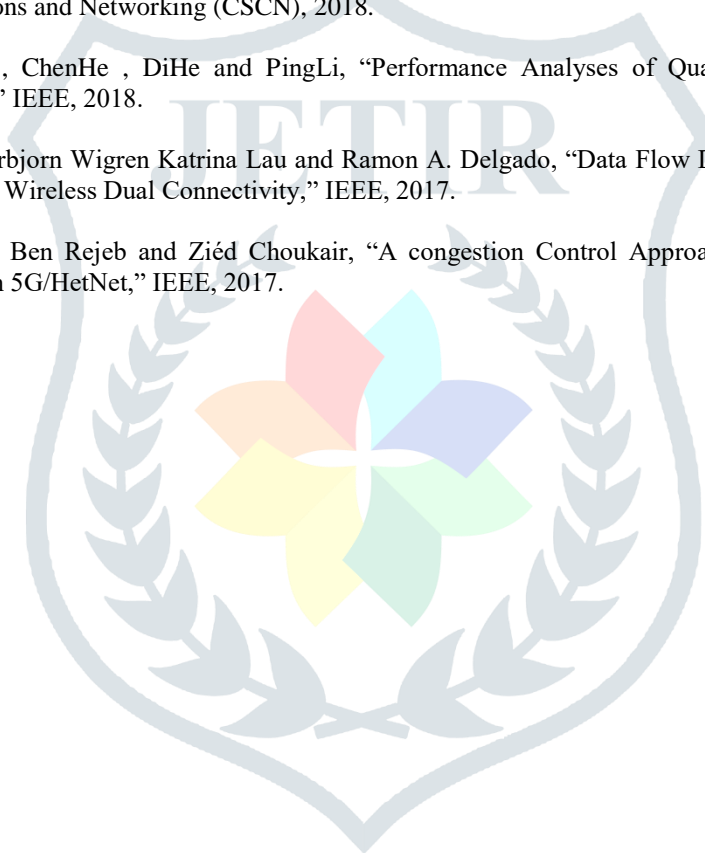 ons and Networking (CSCN), 2018.
, ChenHe , DiHe and PingLi, “Performance Analyses of Qua
” IEEE, 2018.
rbjorn Wigren Katrina Lau and Ramon A. Delgado, “Data Flow
Wireless Dual Connectivity,” IEEE, 2017.
Ben Rejeb and Ziéd Choukair, “A congestion Control Approa
5G/HetNet,” IEEE, 2017.
JETIR